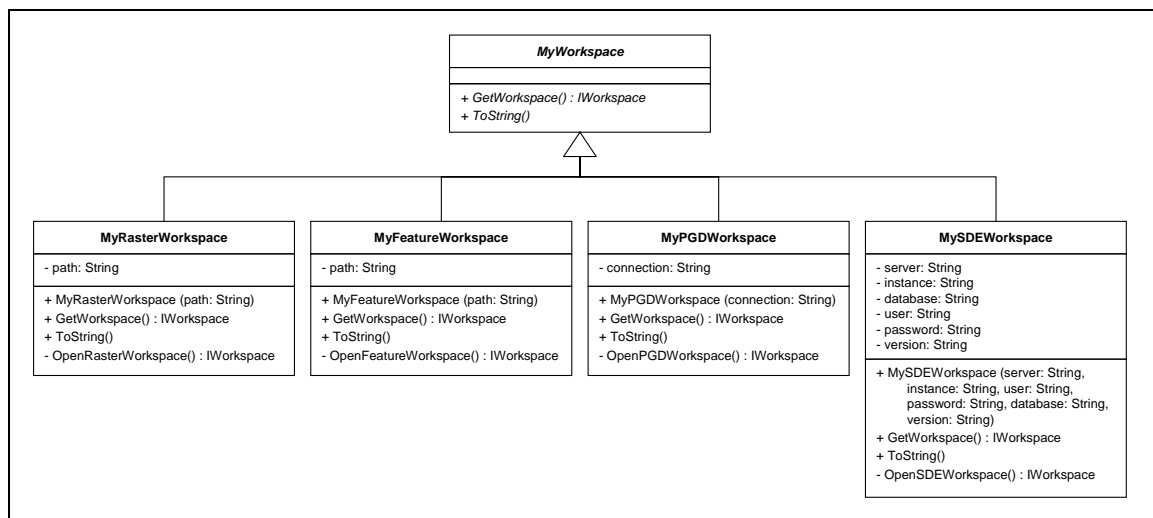 MyWorkspace
+ GetWorkspace() : IWorkspace
+ ToString()
MyRasterWorkspace
- path: String
+ MyRasterWorkspace (path: String)
+ GetWorkspace() : IWorkspace
+ ToString()
- OpenRasterWorkspace() : IWorkspace
MyFeatureWorkspace
- path: String
+ MyFeatureWorkspace (path: String)
+ GetWorkspace() : IWorkspace
+ ToString()
- OpenFeatureWorkspace() : IWorkspace
MyPGDWorkspace
- connection: String
+ MyPGDWorkspace (connection: String)
+ GetWorkspace() : IWorkspace
+ ToString()
- OpenPGDWorkspace() : IWorkspace
MySDEWorkspace
- server: String
- instance: String
- database: String
- user: String
- password: String
- version: String
+ MySDEWorkspace (server: String,
instance: String, user: String,
password: String, database: String,
version: String)
+ GetWorkspace() : IWorkspace
+ ToString()
- OpenSDEWorkspace() : IWorkspace